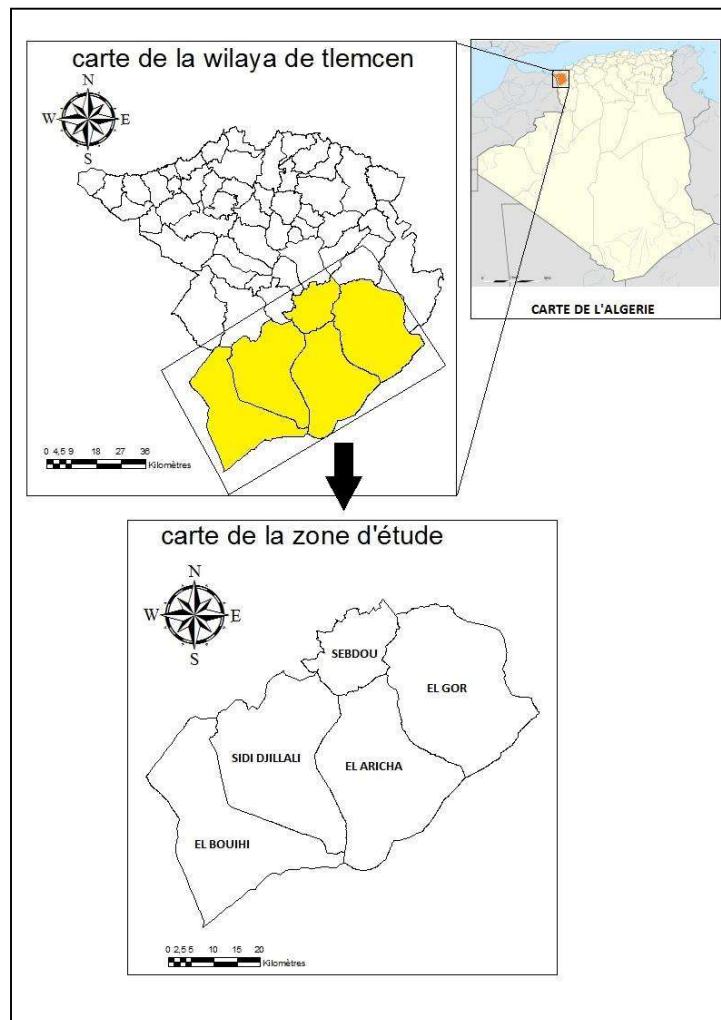 carte de la wilaya de tlemcen
N
W E
S
0 4,5 9 18 27 36
Kilomètres
CARTE DE L'ALGERIE
carte de la zone d'étude
N
W E
S
SEBDOU
EL GOR
SIDI DJILLALI
EL ARICHA
EL BOUIHI
0 2,5 5 10 15 20
Kilomètres